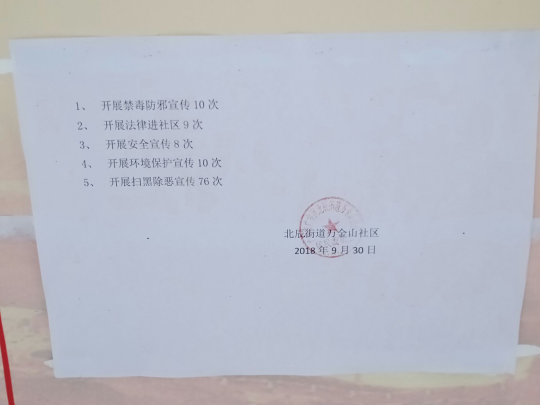 1、 开展禁毒防邪宣传 10 次
2、 开展法律进社区 9 次
3、 开展安全宣传 8 次
4、 开展环境保护宣传 10 次
5、 开展扫黑除恶宣传 76 次
北辰街道万金山社区
2018 年 9 月 30 日